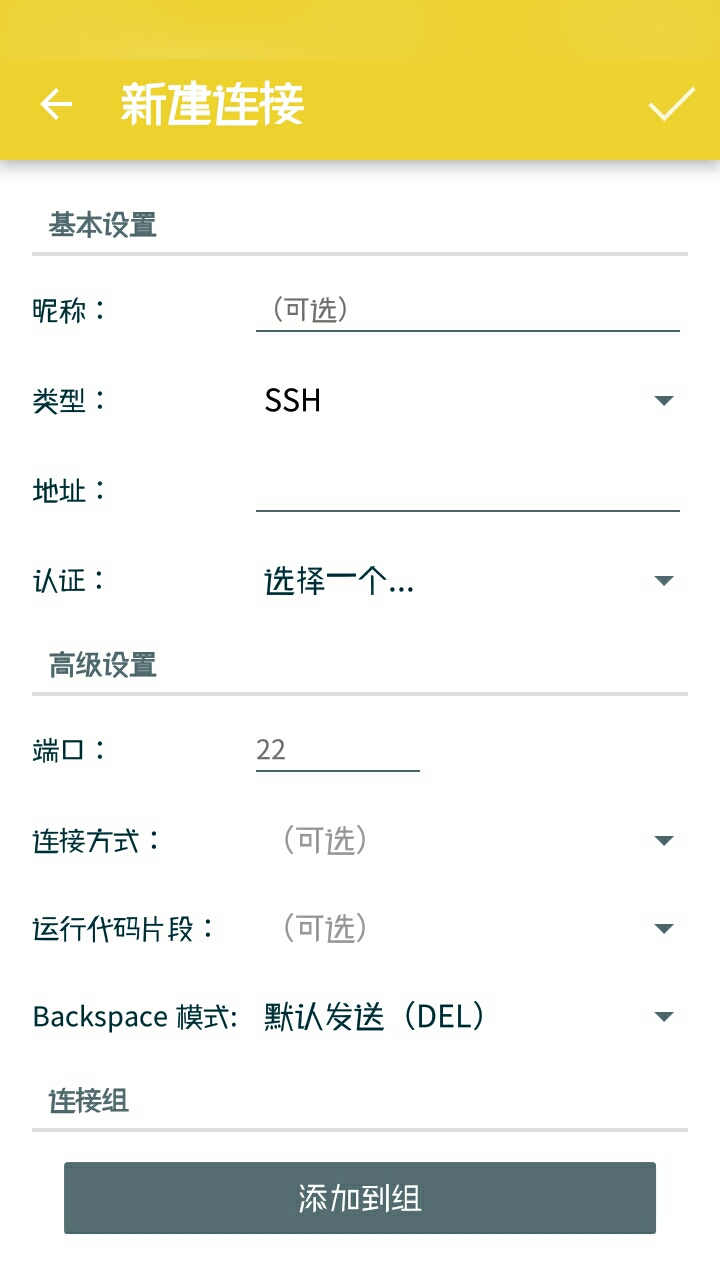 新建连接
基本设置
昵称： （可选）
类型： SSH
地址：
认证： 选择一个...
高级设置
端口： 22
连接方式： （可选）
运行代码片段： （可选）
Backspace 模式: 默认发送（DEL）
连接组
添加到组